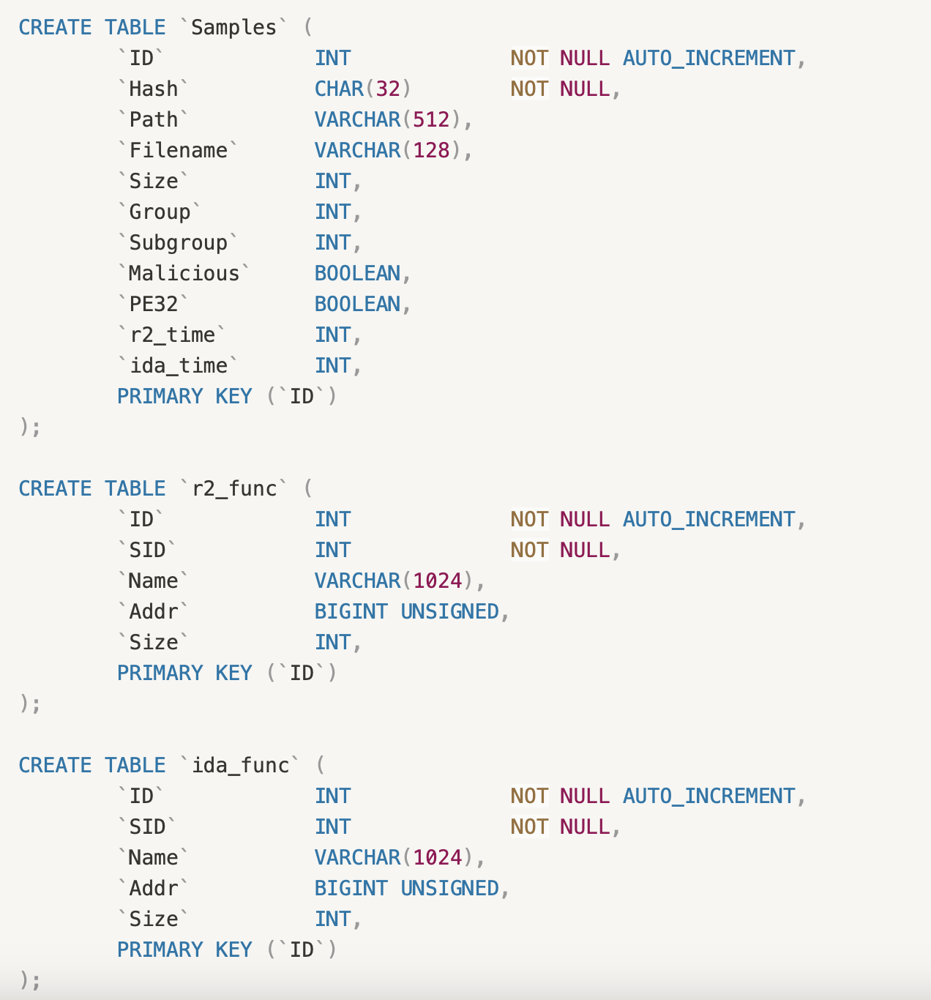 CREATE TABLE `Samples` (
        `ID`            INT             NOT NULL AUTO_INCREMENT,
        `Hash`          CHAR(32)        NOT NULL,
        `Path`          VARCHAR(512),
        `Filename`      VARCHAR(128),
        `Size`          INT,
        `Group`         INT,
        `Subgroup`      INT,
        `Malicious`     BOOLEAN,
        `PE32`          BOOLEAN,
        `r2_time`       INT,
        `ida_time`      INT,
        PRIMARY KEY (`ID`)
);

CREATE TABLE `r2_func` (
        `ID`            INT             NOT NULL AUTO_INCREMENT,
        `SID`           INT             NOT NULL,
        `Name`          VARCHAR(1024),
        `Addr`          BIGINT UNSIGNED,
        `Size`          INT,
        PRIMARY KEY (`ID`)
);

CREATE TABLE `ida_func` (
        `ID`            INT             NOT NULL AUTO_INCREMENT,
        `SID`           INT             NOT NULL,
        `Name`          VARCHAR(1024),
        `Addr`          BIGINT UNSIGNED,
        `Size`          INT,
        PRIMARY KEY (`ID`)
);